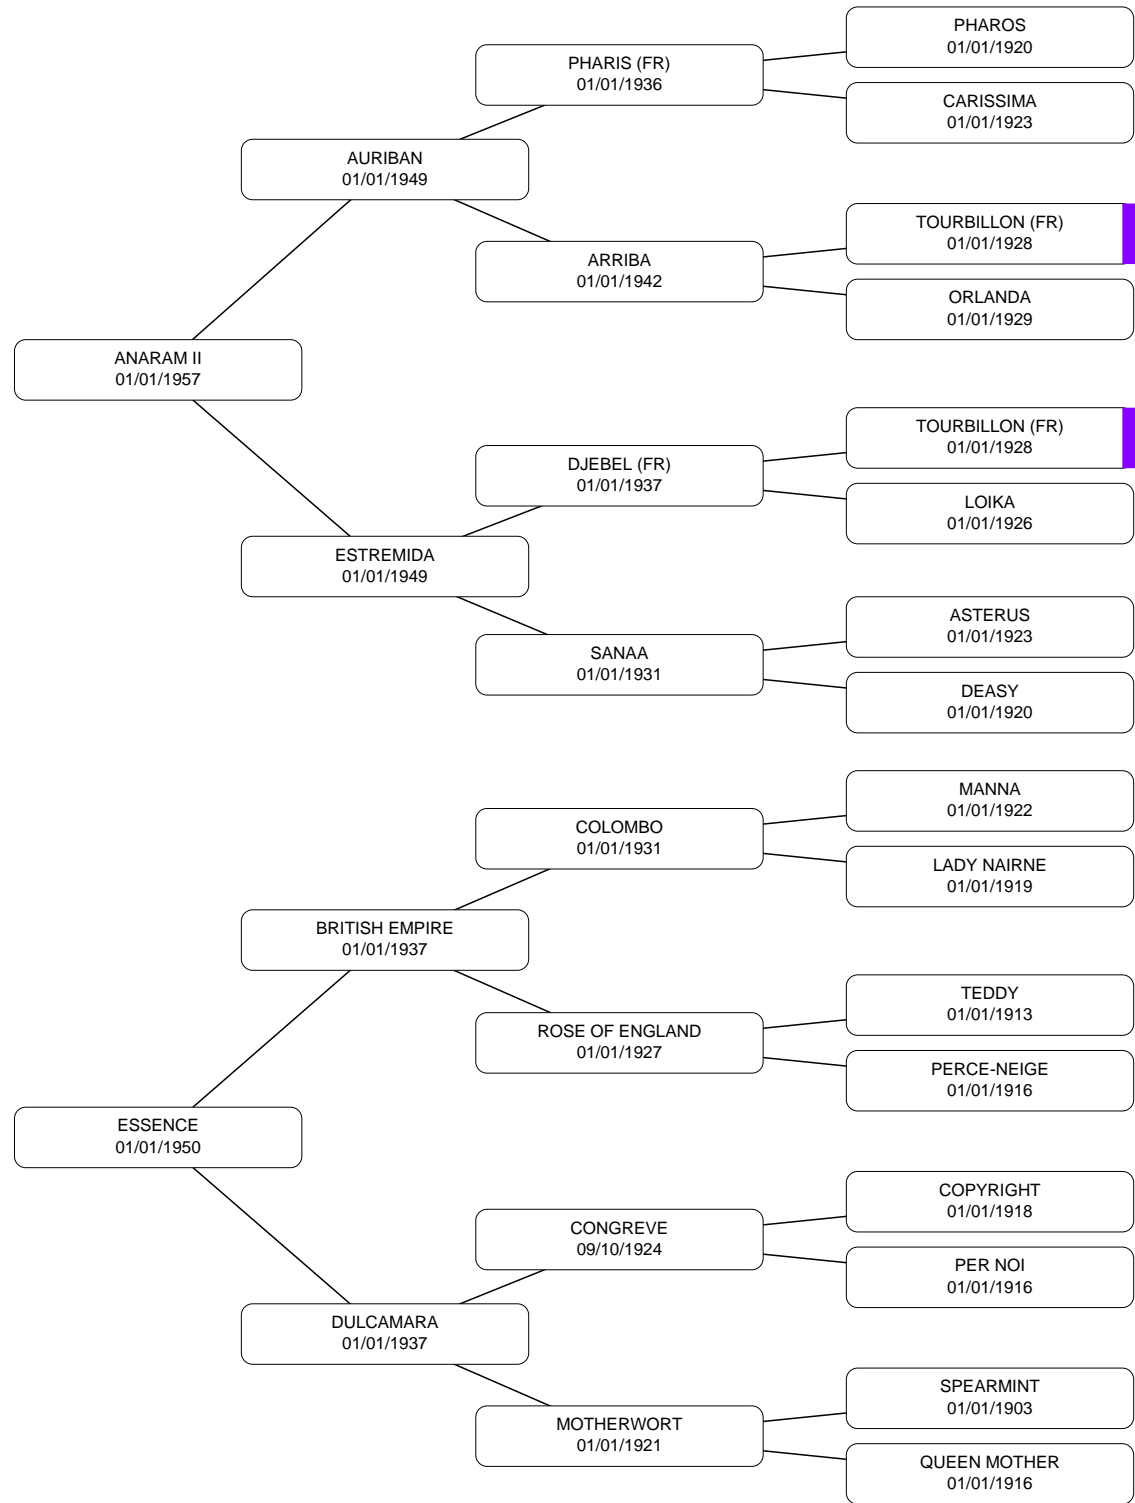 PHAROS
01/01/1920
PHARIS (FR)
01/01/1936
CARISSIMA
01/01/1923
AURIBAN
01/01/1949
TOURBILLON (FR)
01/01/1928
ARRIBA
01/01/1942
ORLANDA
01/01/1929
ANARAM II
01/01/1957
TOURBILLON (FR)
01/01/1928
DJEBEL (FR)
01/01/1937
LOIKA
01/01/1926
ESTREMIDA
01/01/1949
ASTERUS
01/01/1923
SANAA
01/01/1931
DEASY
01/01/1920
MANNA
01/01/1922
COLOMBO
01/01/1931
LADY NAIRNE
01/01/1919
BRITISH EMPIRE
01/01/1937
TEDDY
01/01/1913
ROSE OF ENGLAND
01/01/1927
PERCE-NEIGE
01/01/1916
ESSENCE
01/01/1950
COPYRIGHT
01/01/1918
CONGREVE
09/10/1924
PER NOI
01/01/1916
DULCAMARA
01/01/1937
SPEARMINT
01/01/1903
MOTHERWORT
01/01/1921
QUEEN MOTHER
01/01/1916